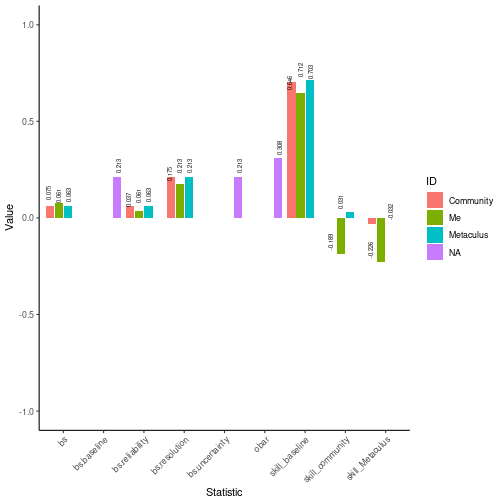 1.0
0.5
0.0
-0.5
-1.0
Value
0.075
0.061
0.063
0.213
0.037
0.061
0.063
0.175
0.213
0.213
0.213
0.308
0.646
0.712
0.703
-0.189
0.031
-0.226
-0.032
bs
bs.baseline
bs.reliability
bs.resolution
bs.uncertainty
obar
skill_baseline
skill_community
skill_Metaculus
Statistic
ID
Community
Me
Metaculus
NA